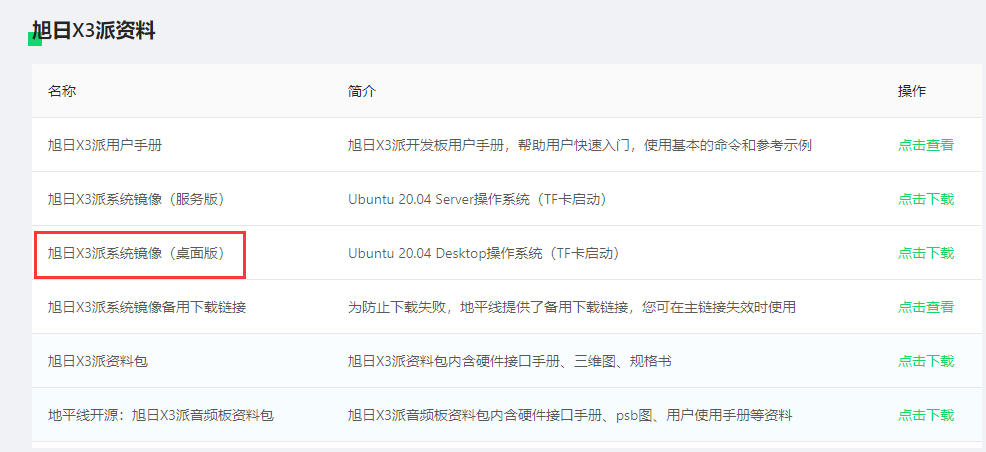 旭日X3派资料
名称 简介 操作
旭日X3派用户手册 旭日X3派开发板用户手册，帮助用户快速入门，使用基本的命令和参考示例 点击查看
旭日X3派系统镜像（服务版） Ubuntu 20.04 Server操作系统（TF卡启动） 点击下载
旭日X3派系统镜像（桌面版） Ubuntu 20.04 Desktop操作系统（TF卡启动） 点击下载
旭日X3派系统镜像备用下载链接 为防止下载失败，地平线提供了备用下载链接，您可在主链接失效时使用 点击查看
旭日X3派资料包 旭日X3派资料包内含硬件接口手册、三维图、规格书 点击下载
地平线开源：旭日X3派音频板资料包 旭日X3派音频板资料包内含硬件接口手册、psb图、用户使用手册等资料 点击下载